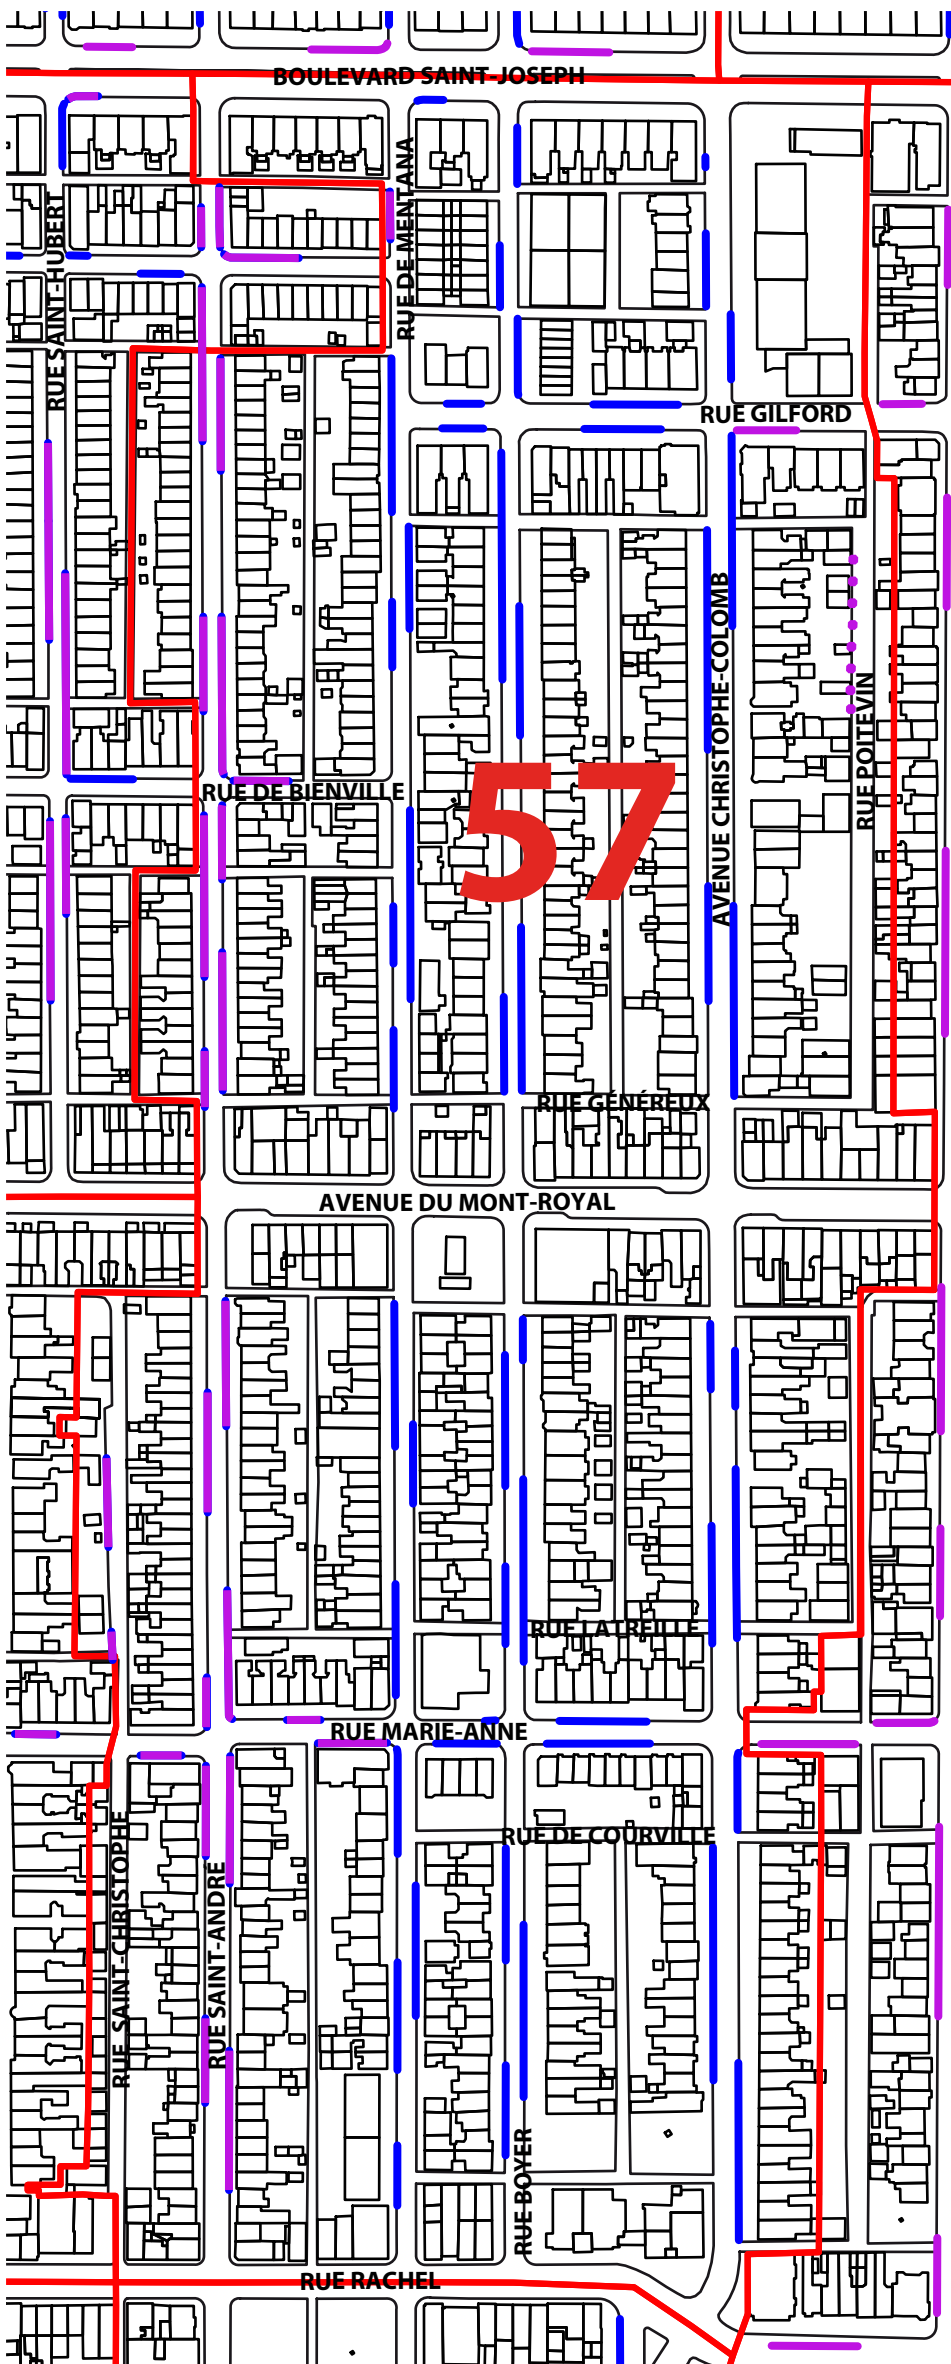 BOULEVARD SAINT-JOSEPH
RUE DE MENTANA
RUE SAINT-HUBERT
RUE GILFORD
AVENUE CHRISTOPHE-COLOMB
RUE POITEVIN
57
RUE DE BIENVILLE
RUE GÉNÉREUX
AVENUE DU MONT-ROYAL
RUE LATREILLE
RUE MARIE-ANNE
RUE DE COURVILLE
RUE SAINT-CHRISTOPHE
RUE SAINT-ANDRÉ
RUE BOYER
RUE RACHEL